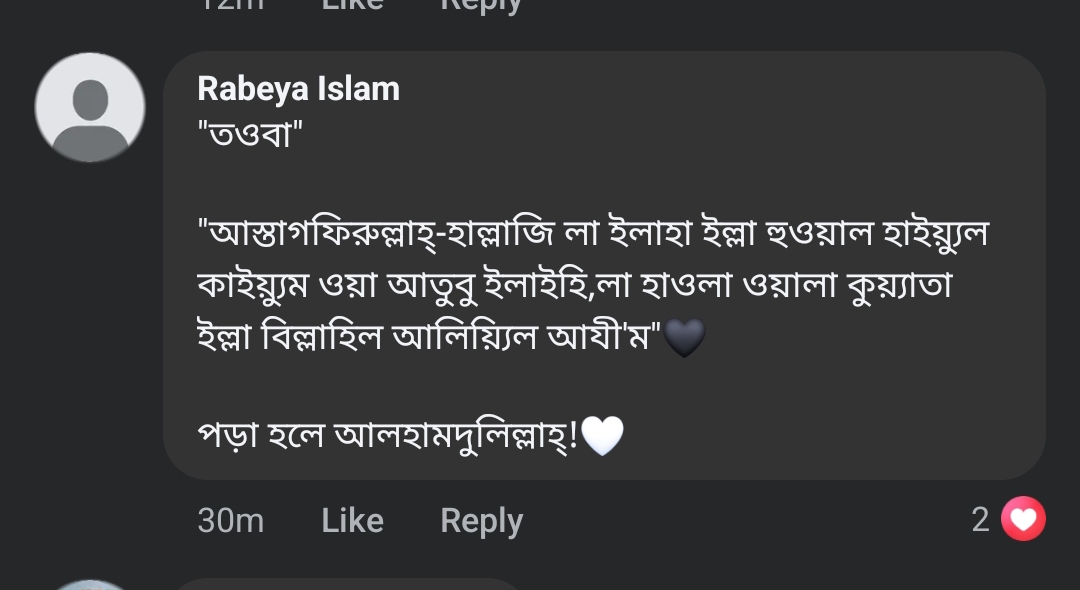 12m Like Reply
Rabeya Islam
"তওবা"
"আস্তাগফিরুল্লাহ্-হাল্লাজি লা ইলাহা ইল্লা হুওয়াল হাইয়্যুল
কাইয়্যুম ওয়া আতুবু ইলাইহি,লা হাওলা ওয়ালা কুয়্যাতা
ইল্লা বিল্লাহিল আলিয়্যিল আযী'ম"🖤
পড়া হলে আলহামদুলিল্লাহ্!🤍
30m Like Reply 2